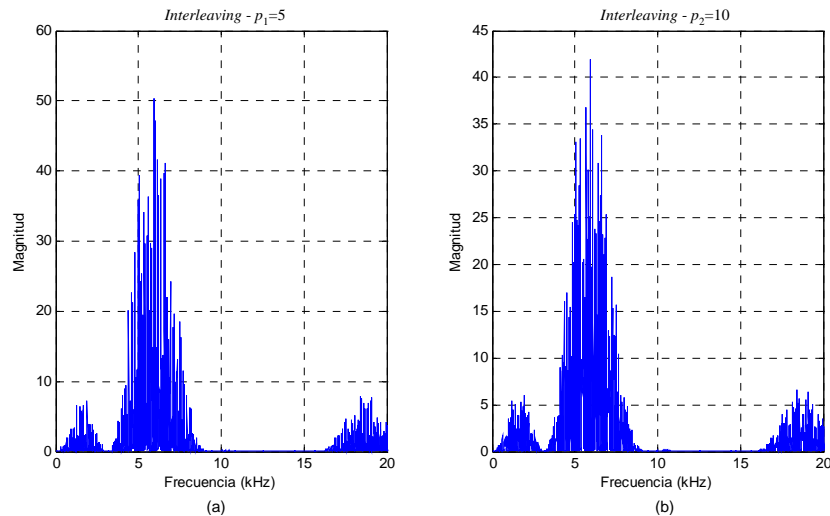 Interleaving - p1=5
60
50
40
30
20
10
0
Magnitud
0 5 10 15 20
Frecuencia (kHz)
(a)
Interleaving - p2=10
45
40
35
30
25
20
15
10
5
0
Magnitud
0 5 10 15 20
Frecuencia (kHz)
(b)